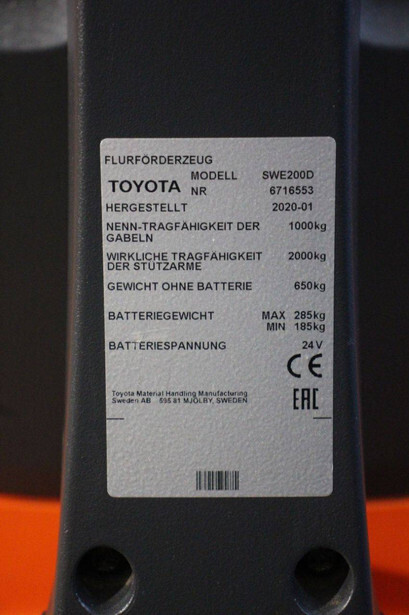 FLURFÖRDERZEUG
MODELL SWE200D
TOYOTA NR 6716553
HERGESTELLT 2020-01
NENN-TRAGFÄHIGKEIT DER 1000kg
GABELN
WIRKLICHE TRAGFÄHIGKEIT 2000kg
DER STÜTZARME
GEWICHT OHNE BATTERIE 650kg
BATTERIEGEWICHT MAX 285kg
MIN 185kg
BATTERIESPANNUNG 24V
CE
Toyota Material Handling Manufacturing
Sweden AB 595 81 MJÖLBY, SWEDEN
EAC